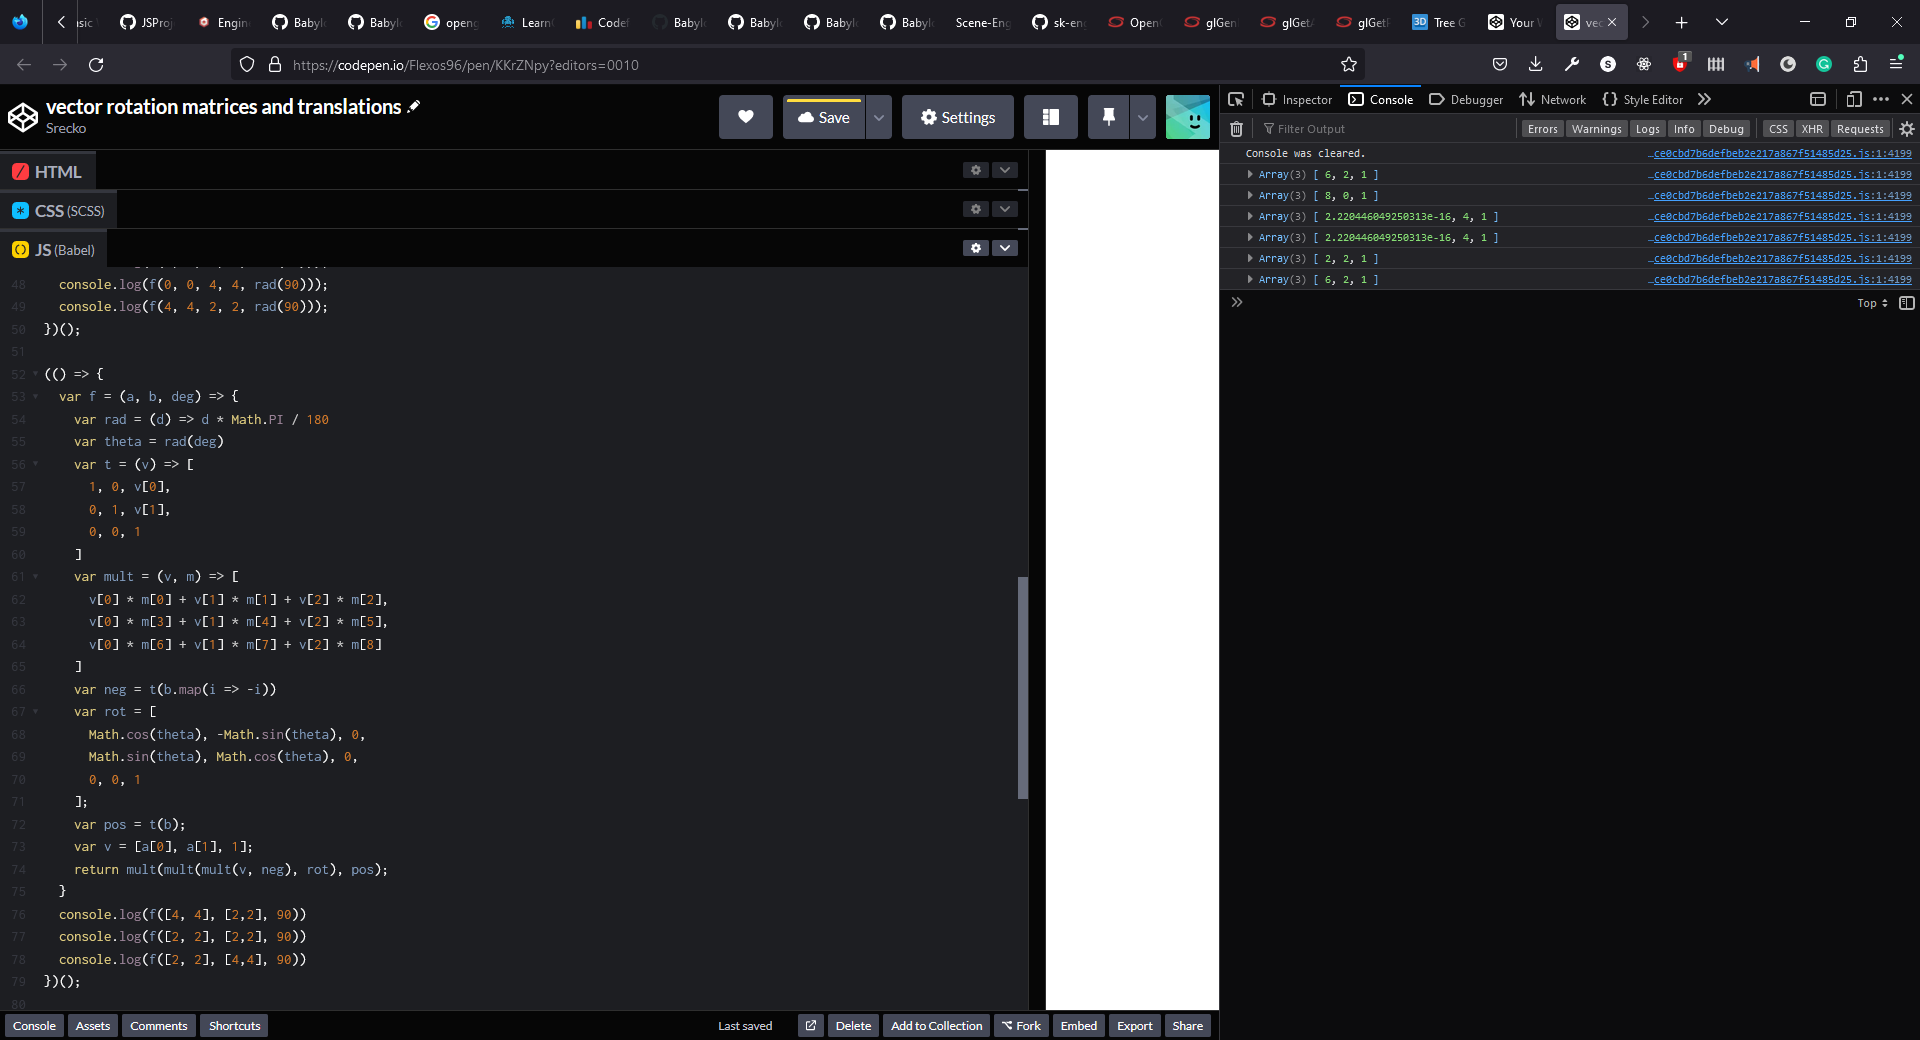 asic
JSProj
Engin
Babyl
Babyl
openg
Learn
Codef
Babyl
Babyl
Babyl
Babyl
Scene-Eng
sk-en
Open
glGen
glGet
glGetP
Tree G
Your W
vec
https://codepen.io/Flexos96/pen/KKrZNpy?editors=0010
vector rotation matrices and translations
Srecko
Save
Settings
HTML
CSS (SCSS)
JS (Babel)
48 console.log(f(0, 0, 4, 4, rad(90)));
49 console.log(f(4, 4, 2, 2, rad(90)));
50 })();
51
52 (() => {
53 var f = (a, b, deg) => {
54 var rad = (d) => d * Math.PI / 180
55 var theta = rad(deg)
56 var t = (v) => [
57 1, 0, v[0],
58 0, 1, v[1],
59 0, 0, 1
60 ]
61 var mult = (v, m) => [
62 v[0] * m[0] + v[1] * m[1] + v[2] * m[2],
63 v[0] * m[3] + v[1] * m[4] + v[2] * m[5],
64 v[0] * m[6] + v[1] * m[7] + v[2] * m[8]
65 ]
66 var neg = t(b.map(i => -i))
67 var rot = [
68 Math.cos(theta), -Math.sin(theta), 0,
69 Math.sin(theta), Math.cos(theta), 0,
70 0, 0, 1
71 ];
72 var pos = t(b);
73 var v = [a[0], a[1], 1];
74 return mult(mult(mult(v, neg), rot), pos);
75 }
76 console.log(f([4, 4], [2,2], 90))
77 console.log(f([2, 2], [2,2], 90))
78 console.log(f([2, 2], [4,4], 90))
79 })();
80
Console Assets Comments Shortcuts Last saved Delete Add to Collection Fork Embed Export Share
Inspector Console Debugger Network Style Editor
Filter Output Errors Warnings Logs Info Debug CSS XHR Requests
Console was cleared. …ce0cbd7b6defbeb2e217a867f51485d25.js:1:4199
Array(3) [ 6, 2, 1 ] …ce0cbd7b6defbeb2e217a867f51485d25.js:1:4199
Array(3) [ 8, 0, 1 ] …ce0cbd7b6defbeb2e217a867f51485d25.js:1:4199
Array(3) [ 2.220446049250313e-16, 4, 1 ] …ce0cbd7b6defbeb2e217a867f51485d25.js:1:4199
Array(3) [ 2.220446049250313e-16, 4, 1 ] …ce0cbd7b6defbeb2e217a867f51485d25.js:1:4199
Array(3) [ 2, 2, 1 ] …ce0cbd7b6defbeb2e217a867f51485d25.js:1:4199
Array(3) [ 6, 2, 1 ] …ce0cbd7b6defbeb2e217a867f51485d25.js:1:4199
Top